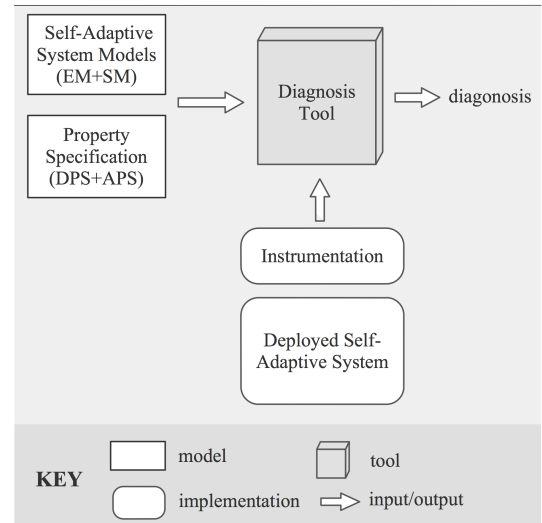 Self-Adaptive
System Models
(EM+SM)
Property
Specification
(DPS+APS)
Diagnosis
Tool
diagonosis
Instrumentation
Deployed Self-
Adaptive System
KEY
model
tool
implementation
input/output